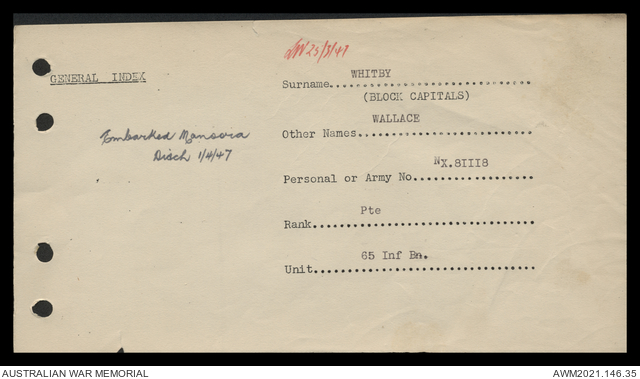 GENERAL INDEX
Embarked Manoora
Disch 1/4/47
25/3/47
Surname WHITBY
(BLOCK CAPITALS)
Other Names WALLACE
Personal or Army No. NX.81118
Rank Pte
Unit 65 Inf Bn.
AUSTRALIAN WAR MEMORIAL
AWM2021.146.35